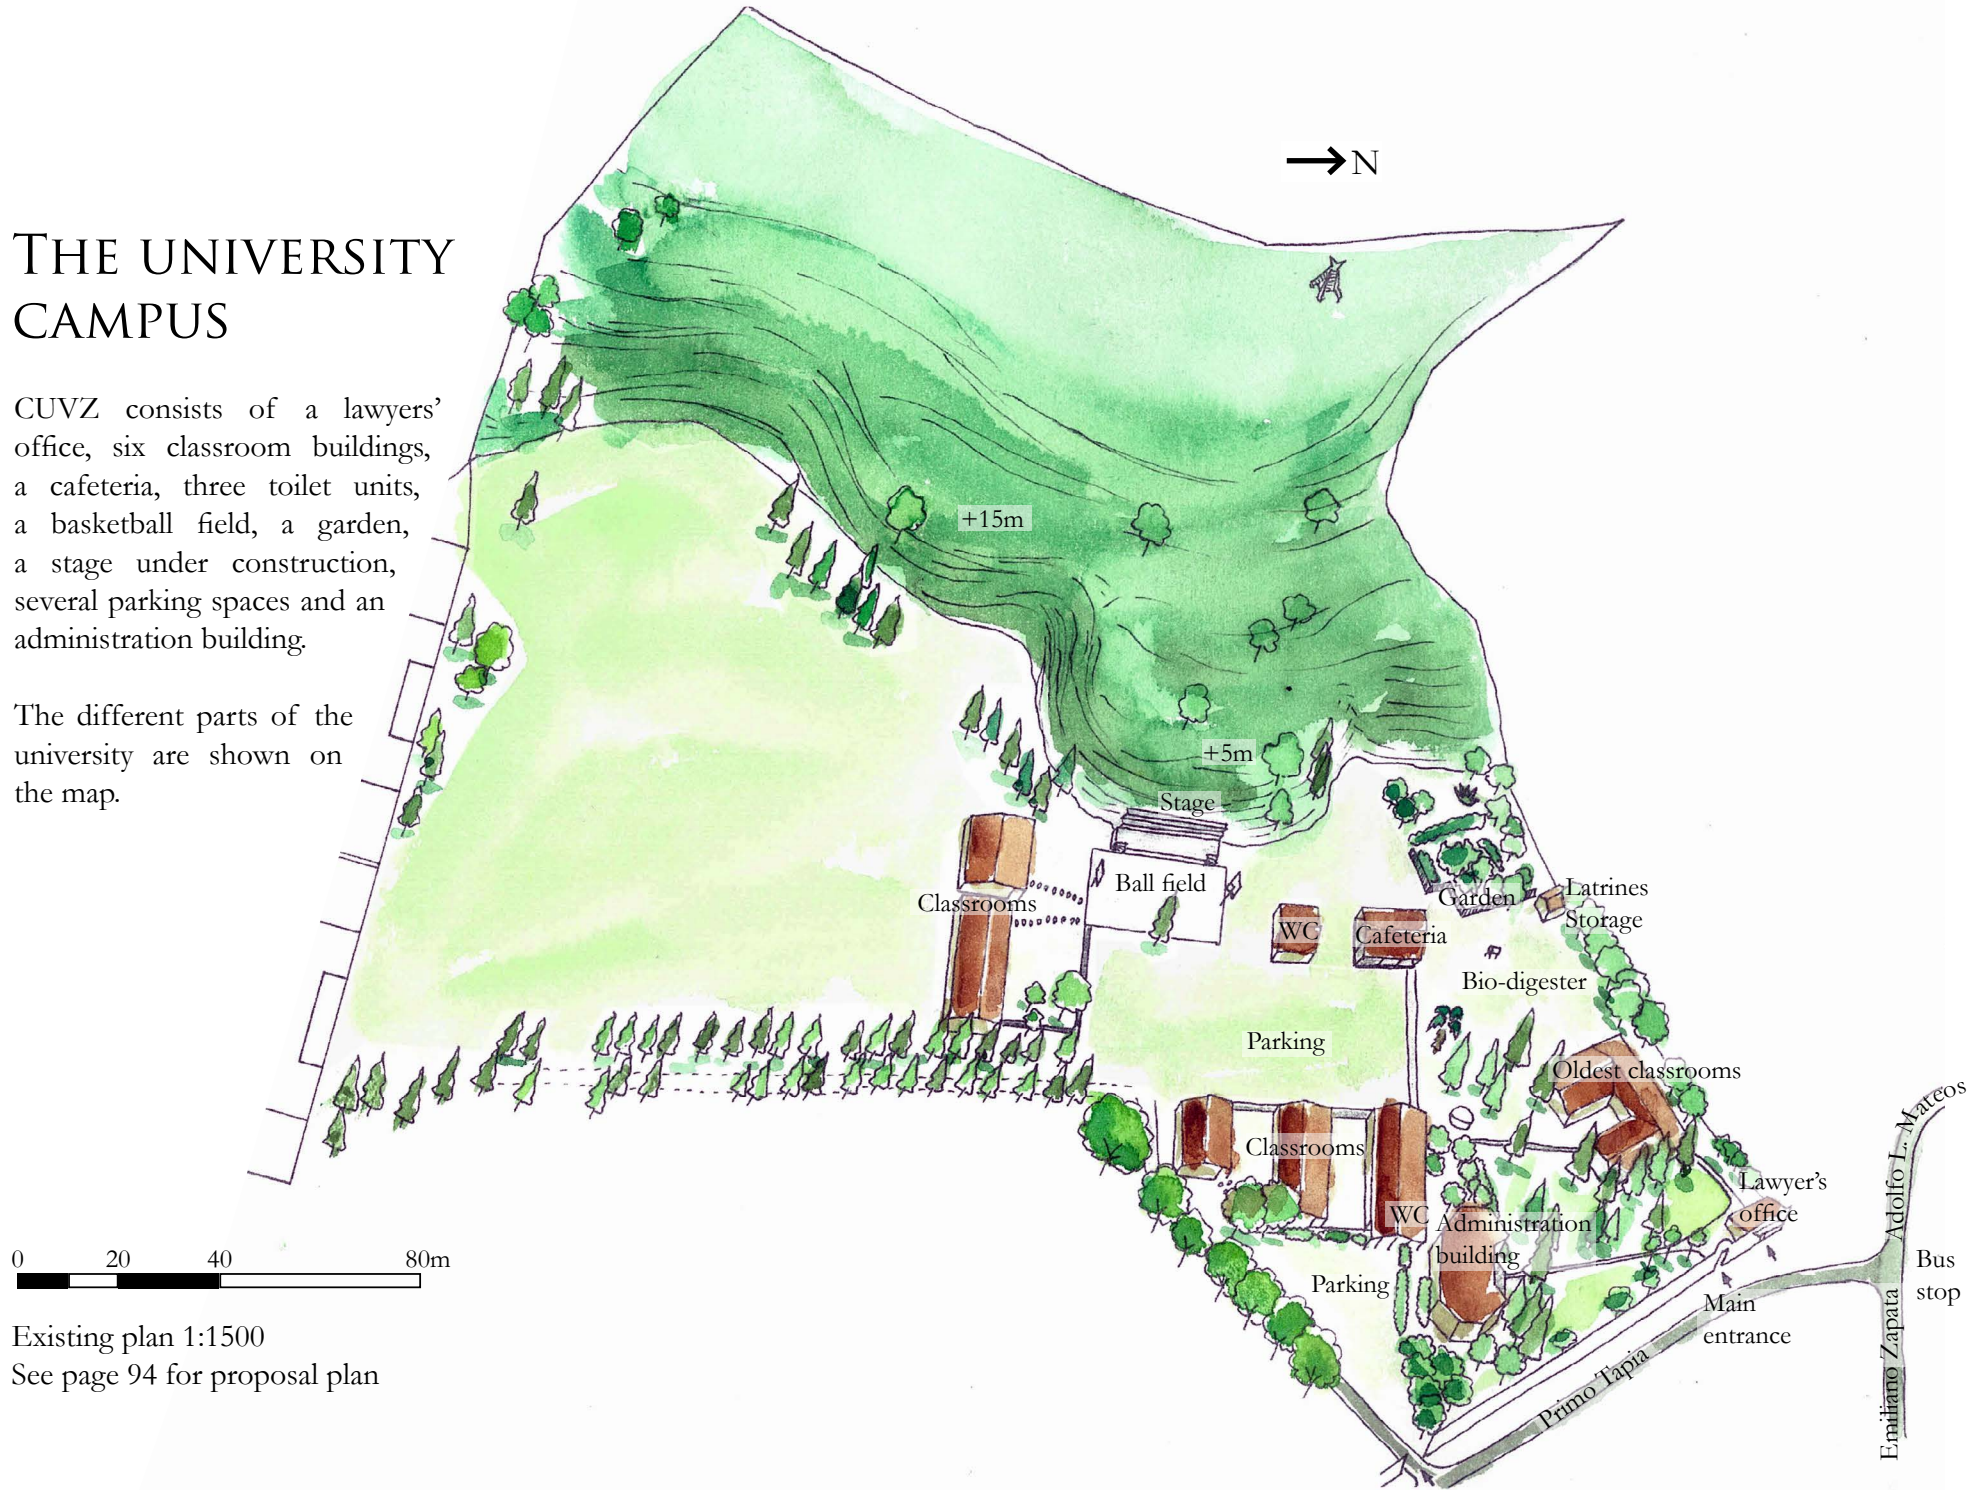 THE UNIVERSITY
CAMPUS
CUVZ consists of a lawyers'
office, six classroom buildings,
a cafeteria, three toilet units,
a basketball field, a garden,
a stage under construction,
several parking spaces and an
administration building.
The different parts of the
university are shown on
the map.
N
+15m
+5m
Stage
Ball field
Classrooms
WC
Cafeteria
Garden
Latrines
Storage
Bio-digester
Parking
Oldest classrooms
Classrooms
WC
Administration
building
Lawyer's
office
Parking
Main
entrance
Primo Tapia
Adolfo L. Mateos
Emiliano Zapata
Bus
stop
0 20 40 80m
Existing plan 1:1500
See page 94 for proposal plan